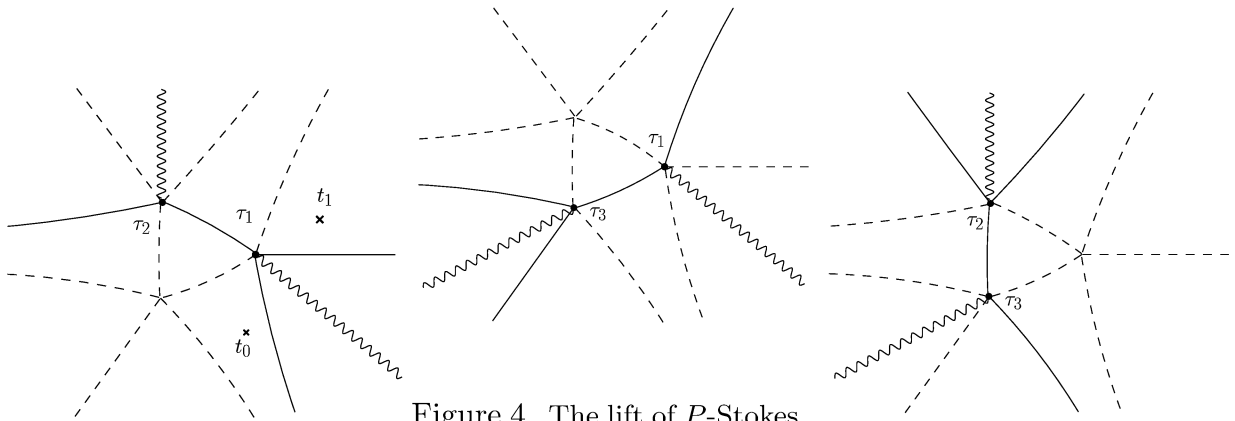 τ₁
t₁
τ₂
t₀
τ₁
τ₃
τ₂
τ₃
Figure 4. The lift of P-Stokes